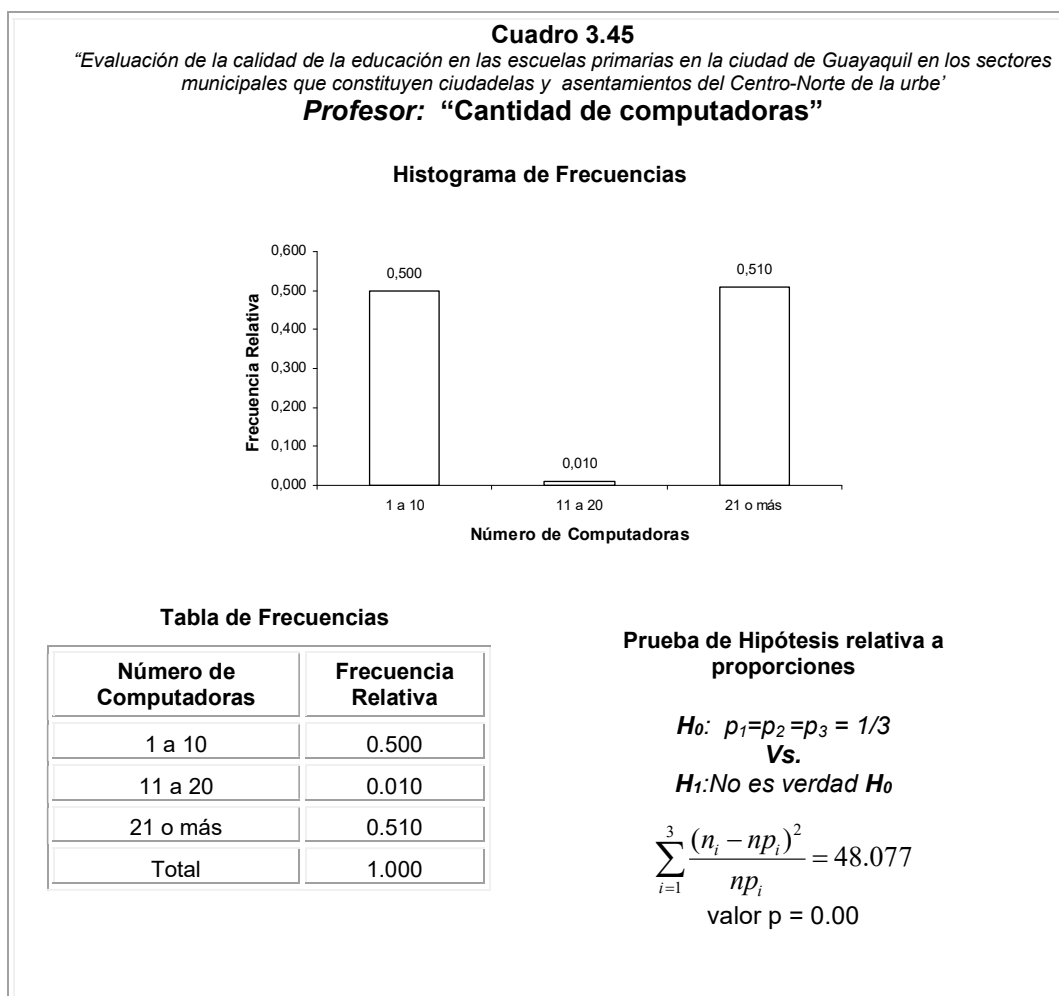 Cuadro 3.45
“Evaluación de la calidad de la educación en las escuelas primarias en la ciudad de Guayaquil en los sectores
municipales que constituyen ciudadelas y asentamientos del Centro-Norte de la urbe’
Profesor: “Cantidad de computadoras”
Histograma de Frecuencias
Frecuencia Relativa
0,600
0,500
0,400
0,300
0,200
0,100
0,000
0,500
0,010
0,510
1 a 10
11 a 20
21 o más
Número de Computadoras
Tabla de Frecuencias
Número de Computadoras Frecuencia Relativa
1 a 10 0.500
11 a 20 0.010
21 o más 0.510
Total 1.000
Prueba de Hipótesis relativa a
proporciones
H₀: p₁=p₂=p₃ = 1/3
Vs.
H₁:No es verdad H₀
∑_{i=1}^{3} (n_i − np_i)² / np_i = 48.077
valor p = 0.00